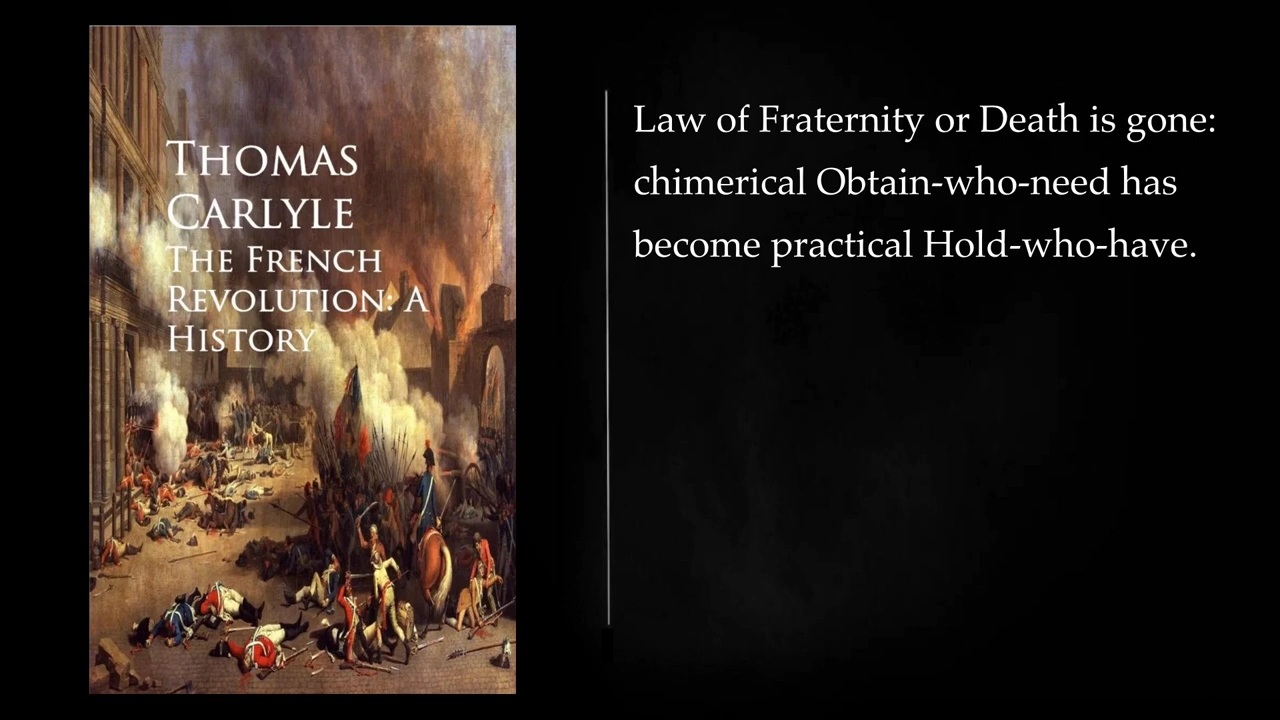 THOMAS
CARLYLE
THE FRENCH
REVOLUTION: A
HISTORY
Law of Fraternity or Death is gone:
chimerical Obtain-who-need has
become practical Hold-who-have.